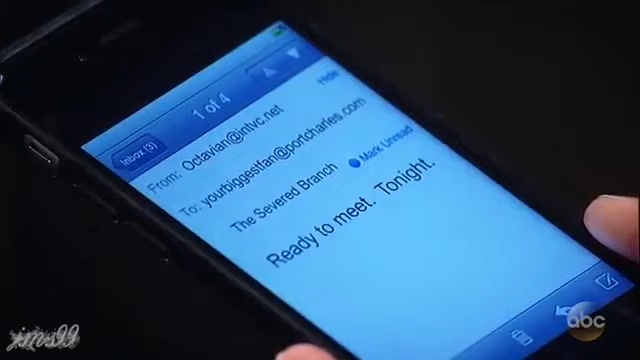 1 of 4
Inbox (3)
Hide
From: Octavian@intvc.net
To: yourbiggestfan@portcharles.com
The Severed Branch
Mark Unread
Ready to meet. Tonight.
abc
jms99